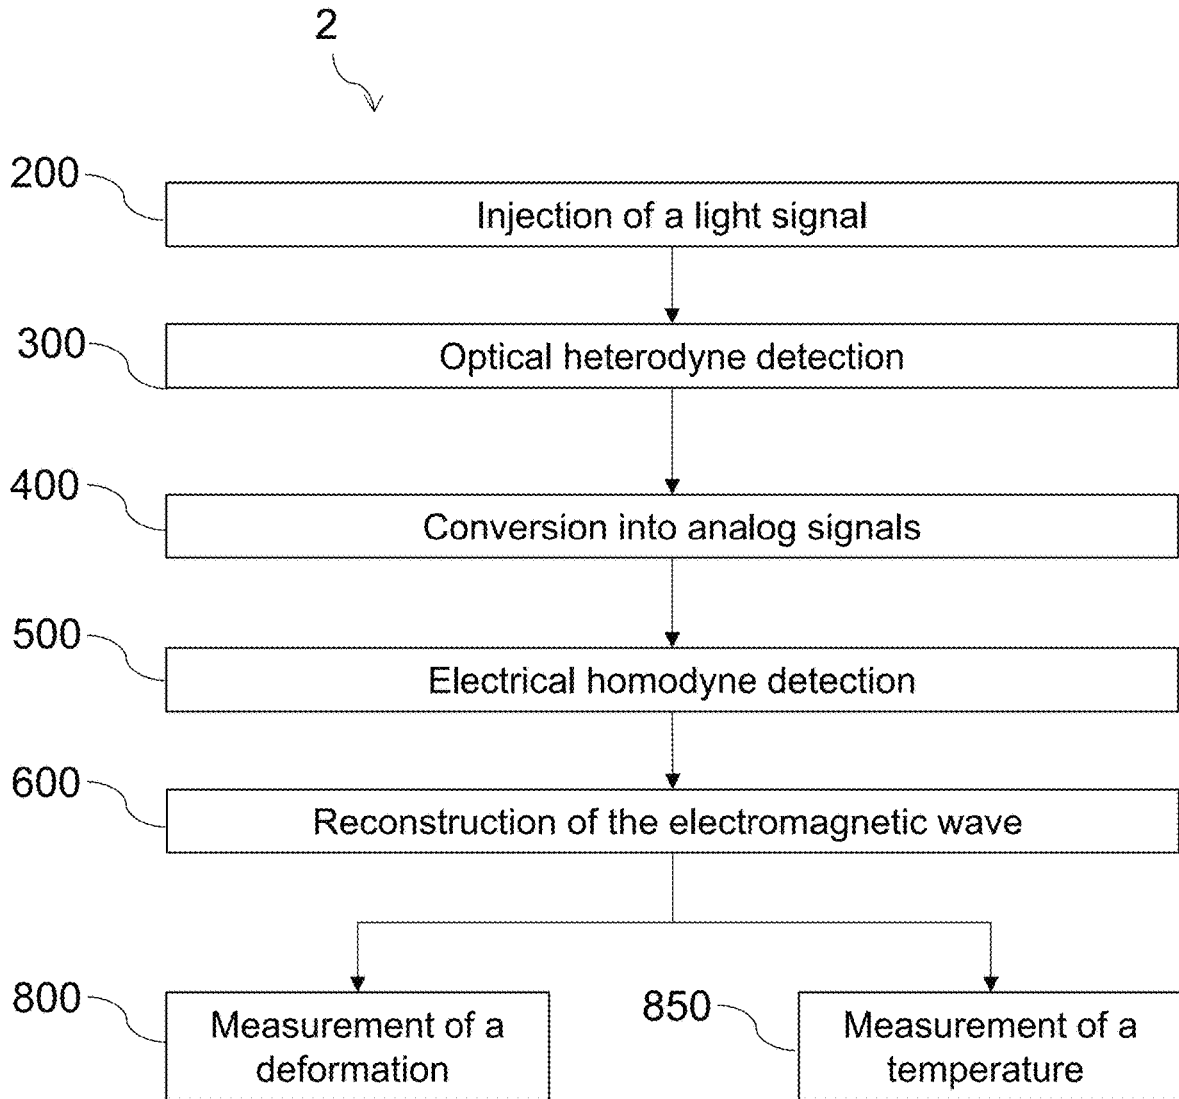 2
200
Injection of a light signal
300
Optical heterodyne detection
400
Conversion into analog signals
500
Electrical homodyne detection
600
Reconstruction of the electromagnetic wave
800
Measurement of a
deformation
850
Measurement of a
temperature